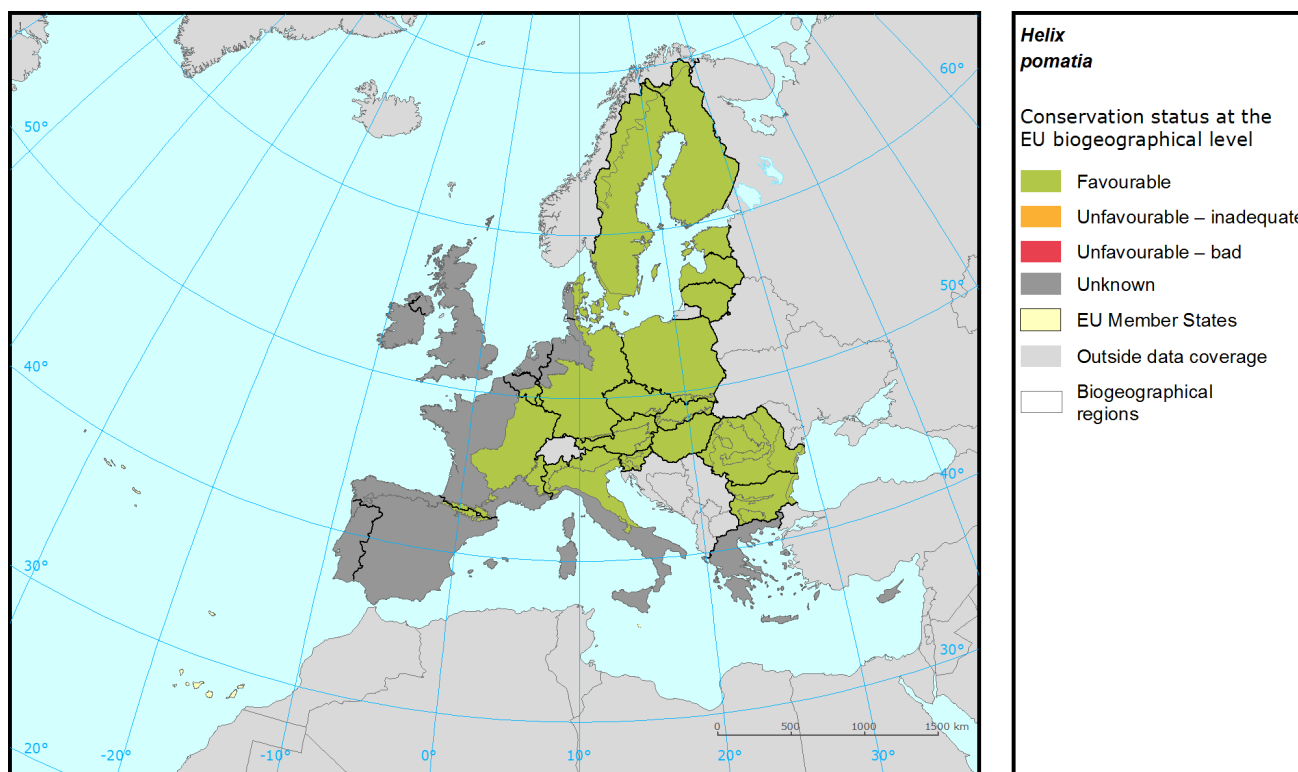 Helix
pomatia
Conservation status at the
EU biogeographical level
Favourable
Unfavourable – inadequate
Unfavourable – bad
Unknown
EU Member States
Outside data coverage
Biogeographical
regions
60°
50°
50°
40°
40°
30°
30°
20°
-20°
-10°
0°
10°
20°
30°
0
500
1000
1500 km